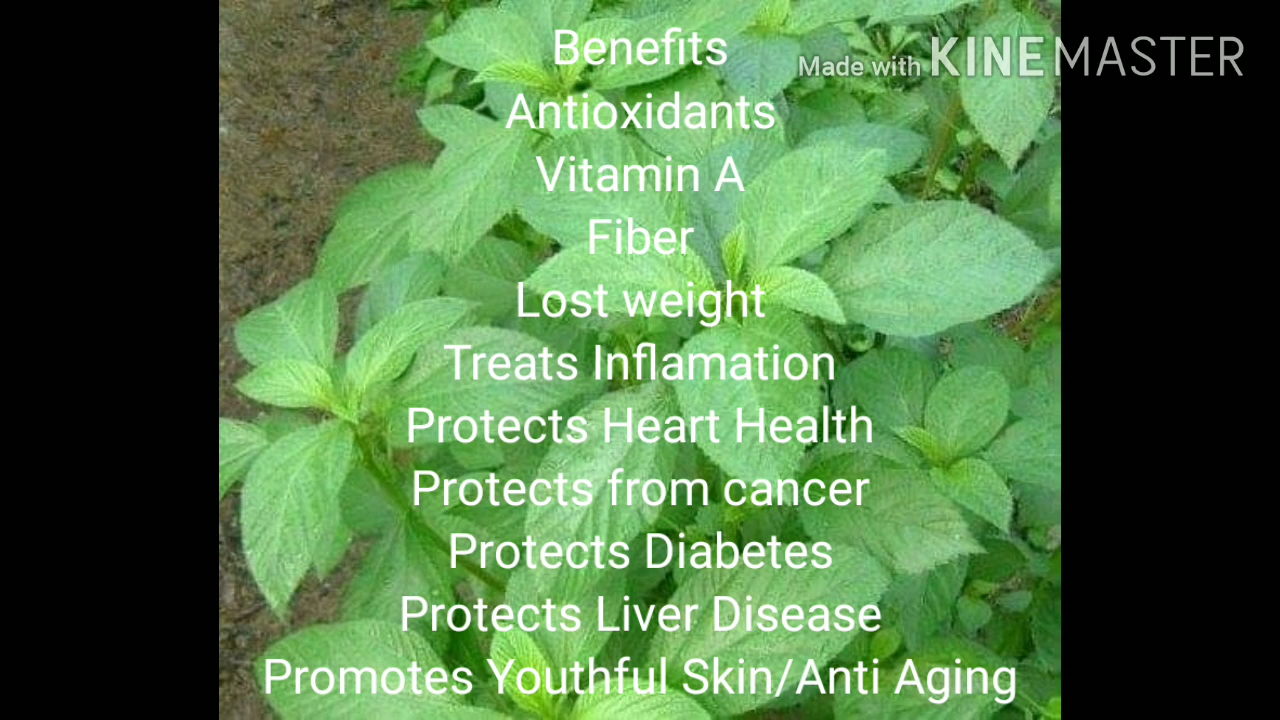 Benefits
Made with KINEMASTER
Antioxidants
Vitamin A
Fiber
Lost weight
Treats Inflamation
Protects Heart Health
Protects from cancer
Protects Diabetes
Protects Liver Disease
Promotes Youthful Skin/Anti Aging